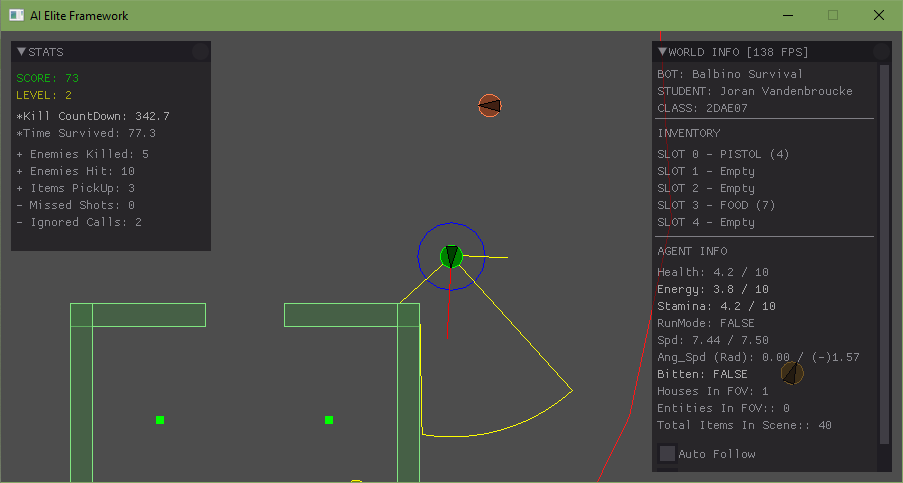 AI Elite Framework
STATS
SCORE: 73
LEVEL: 2
*Kill CountDown: 342.7
*Time Survived: 77.3
+ Enemies Killed: 5
+ Enemies Hit: 10
+ Items PickUp: 3
- Missed Shots: 0
- Ignored Calls: 2
WORLD INFO [138 FPS]
BOT: Balbino Survival
STUDENT: Joran Vandenbroucke
CLASS: 2DAE07
INVENTORY
SLOT 0 - PISTOL (4)
SLOT 1 - Empty
SLOT 2 - Empty
SLOT 3 - FOOD (7)
SLOT 4 - Empty
AGENT INFO
Health: 4.2 / 10
Energy: 3.8 / 10
Stamina: 4.2 / 10
RunMode: FALSE
Spd: 7.44 / 7.50
Ang_Spd (Rad): 0.00 / (-)1.57
Bitten: FALSE
Houses In FOV: 1
Entities In FOV:: 0
Total Items In Scene:: 40
Auto Follow